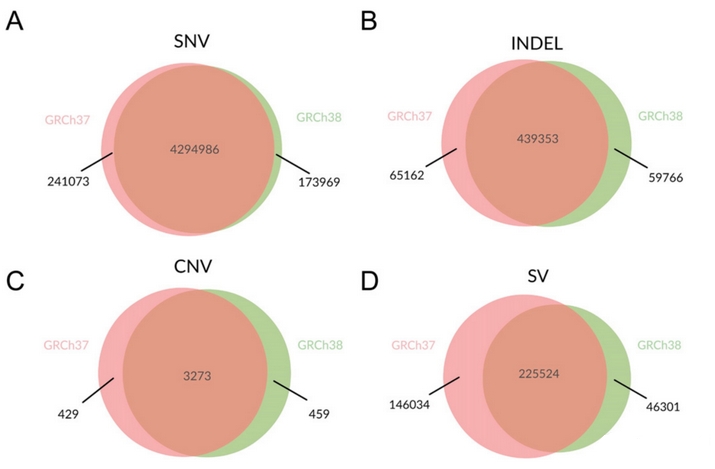 A
SNV
GRCh37
GRCh38
4294986
241073
173969
B
INDEL
GRCh37
GRCh38
439353
65162
59766
C
CNV
GRCh37
GRCh38
3273
429
459
D
SV
GRCh37
GRCh38
225524
146034
46301